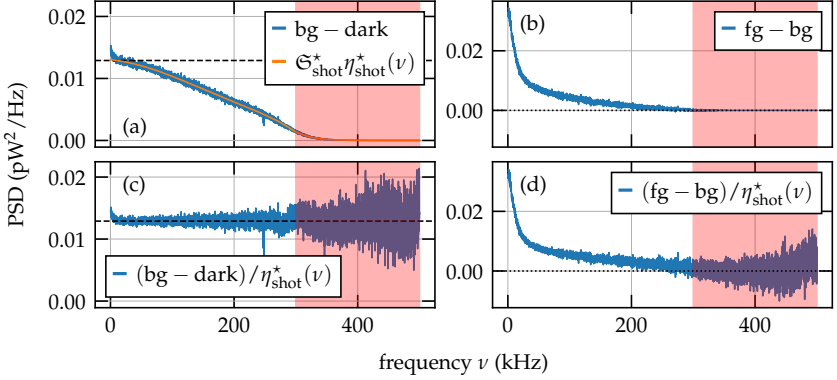 PSD (pW²/Hz)
0.02
0.01
0.00
bg − dark
𝔖★shot η★shot(ν)
(a)
0.02
0.00
(b)
fg − bg
0.02
0.01
0.00
(c)
(bg − dark)/η★shot(ν)
0
200
400
0.02
0.00
(d)
(fg − bg)/η★shot(ν)
0
200
400
frequency ν (kHz)